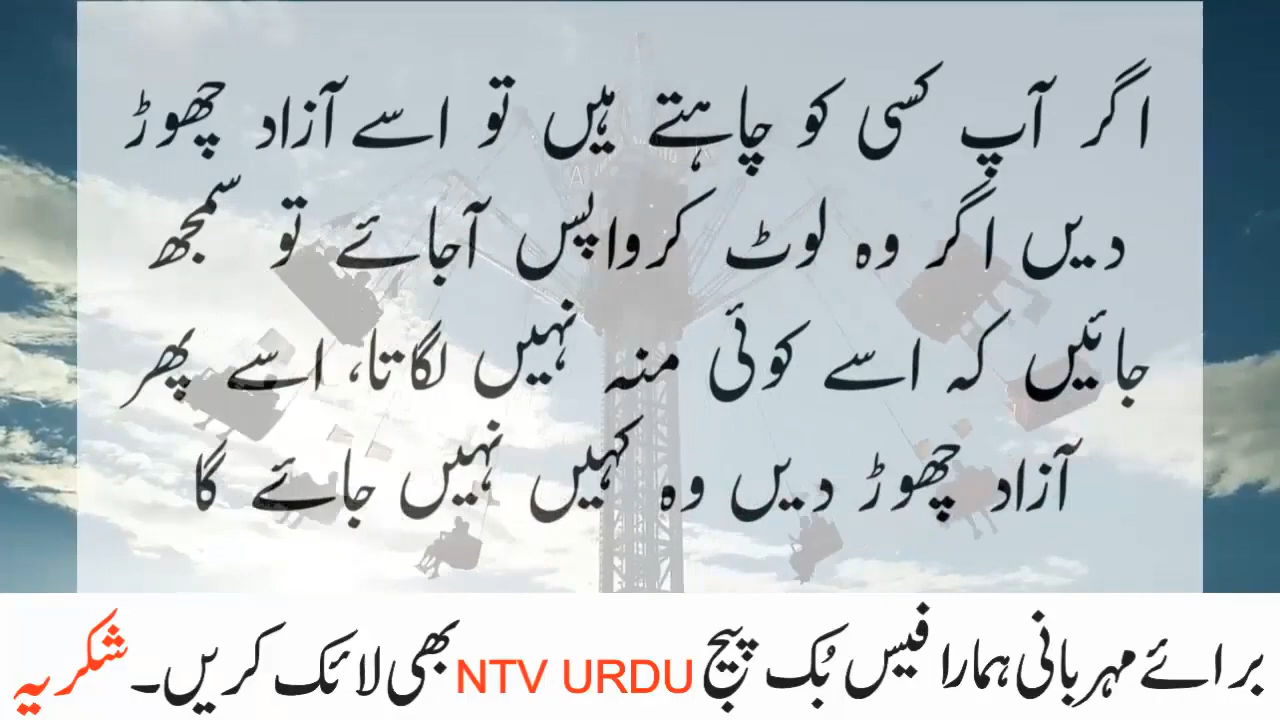 اگر آپ کسی کو چاہتے ہیں تو اسے آزاد چھوڑ
دیں اگر وہ لوٹ کر واپس آجائے تو سمجھ
جائیں کہ اسے کوئی منہ نہیں لگاتا، اسے پھر
آزاد چھوڑ دیں وہ کہیں نہیں جائے گا
برائے مہربانی ہمارا فیس بُک پیج NTV URDU بھی لائک کریں۔ شکریہ